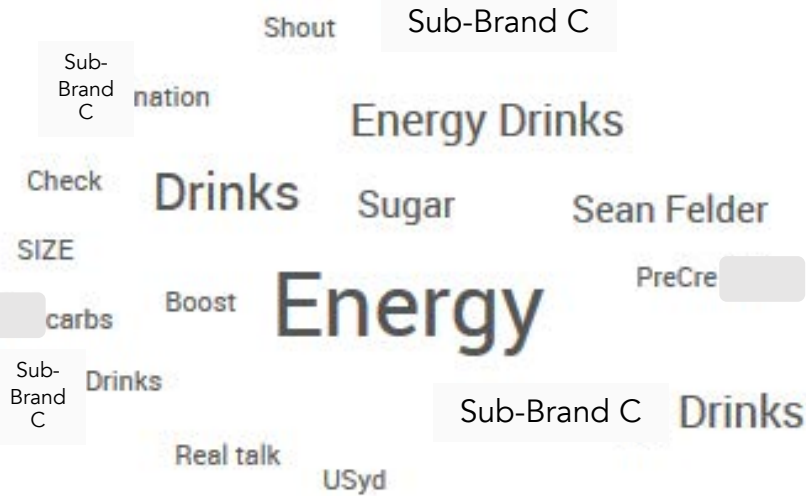 Shout
Sub-Brand C
Sub-
Brand
C
nation
Energy Drinks
Check
Drinks
Sugar
Sean Felder
SIZE
PreCre
Boost
Energy
carbs
Sub-
Brand
C
Drinks
Sub-Brand C Drinks
Real talk
USyd